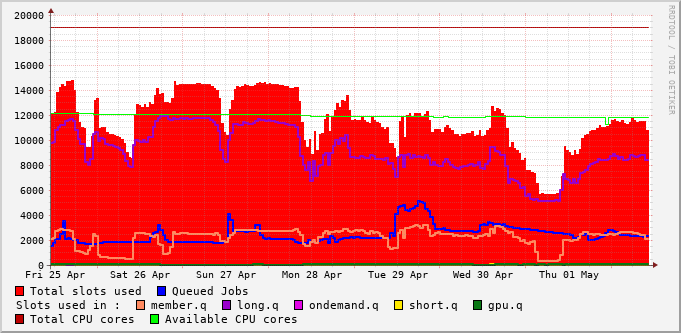 RRDTOOL / TOBI OETIKER
20000
18000
16000
14000
12000
10000
8000
6000
4000
2000
0
Fri 25 Apr Sat 26 Apr Sun 27 Apr Mon 28 Apr Tue 29 Apr Wed 30 Apr Thu 01 May
Total slots used Queued Jobs
Slots used in : member.q long.q ondemand.q short.q gpu.q
Total CPU cores Available CPU cores